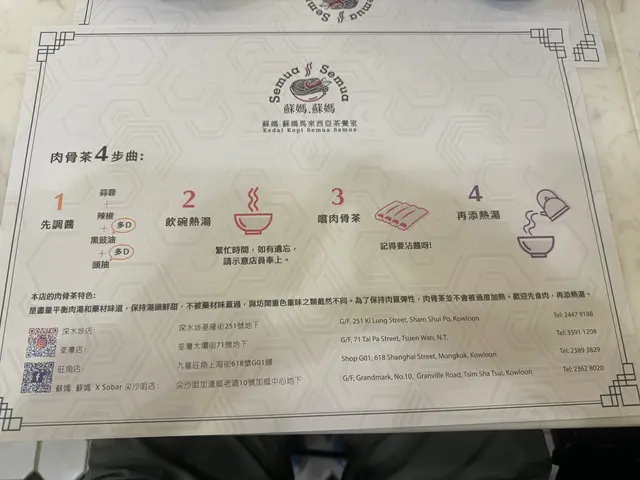 Semua Semua
Semua Semua
蘇媽.蘇媽
蘇媽.蘇媽馬來西亞茶餐室
Kedai Kopi Semua Semua
肉骨茶4步曲:
1
先調醬
蒜蓉
+
辣椒
+ 多D
黑豉油
+ 多D
頭抽
2
飲碗熱湯
繁忙時間，如有遺忘，
請示意店員奉上。
3
嚐肉骨茶
記得要沾醬呀!
4
再添熱湯
本店的肉骨茶特色:
是盡量平衡肉湯和藥材味道，保持湯頭鮮甜，不被藥材味蓋過，與坊間重色重味之類截然不同。為了保持肉質彈性，肉骨茶並不會被過度加熱。歡迎先食肉，再添熱湯。
深水埗店: 深水埗基隆街251號地下 G/F, 251 Ki Lung Street, Sham Shui Po, Kowloon Tel: 2447 9188
荃灣店: 荃灣大壩街71號地下 G/F, 71 Tai Pa Street, Tsuen Wan, N.T. Tel: 3591 1208
旺角店: 九龍旺角上海街618號G01舖 Shop G01, 618 Shanghai Street, Mongkok, Kowloon Tel: 2389 3829
蘇媽.蘇媽 X Sobar 尖沙咀店: 尖沙咀加連威老道10號加威中心地下 G/F, Grandmark, No.10, Granville Road, Tsim Sha Tsui, Kowloon Tel: 2362 8020